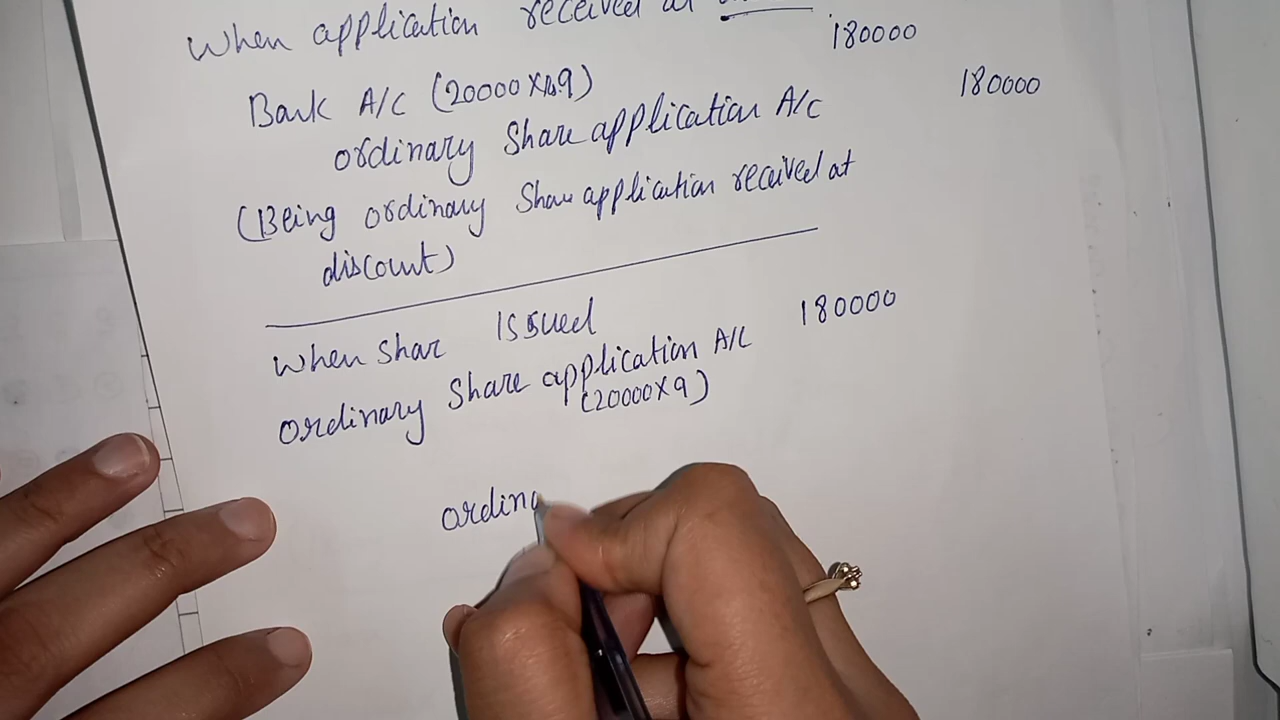 When application received at
180000
Bank A/C (20000X9)
180000
ordinary Share application A/C
(Being ordinary Share application received at
discount)
When Shar Issued
180000
Ordinary Share application A/C
(20000X9)
ordina